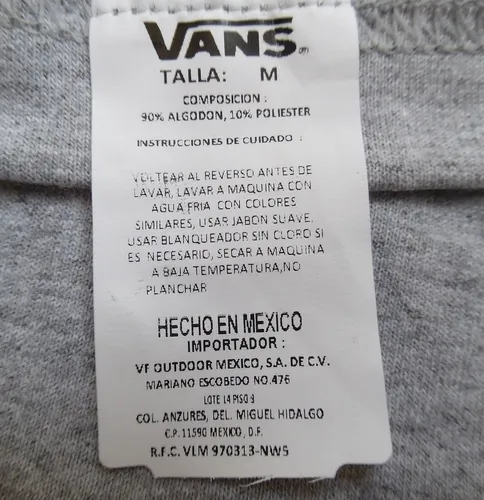 VANS
TALLA: M
COMPOSICION :
90% ALGODON, 10% POLIESTER
INSTRUCCIONES DE CUIDADO :
VOLTEAR AL REVERSO ANTES DE
LAVAR, LAVAR A MAQUINA CON
AGUA FRIA CON COLORES
SIMILARES, USAR JABON SUAVE,
USAR BLANQUEADOR SIN CLORO SI
ES NECESARIO, SECAR A MAQUINA
A BAJA TEMPERATURA,NO
PLANCHAR
HECHO EN MEXICO
IMPORTADOR :
VF OUTDOOR MEXICO, S.A. DE C.V.
MARIANO ESCOBEDO NO.476
LOTE 14 PISO 9
COL. ANZURES, DEL. MIGUEL HIDALGO
C.P. 11590 MEXICO, D.F.
R.F.C. VLM 970313-NW5